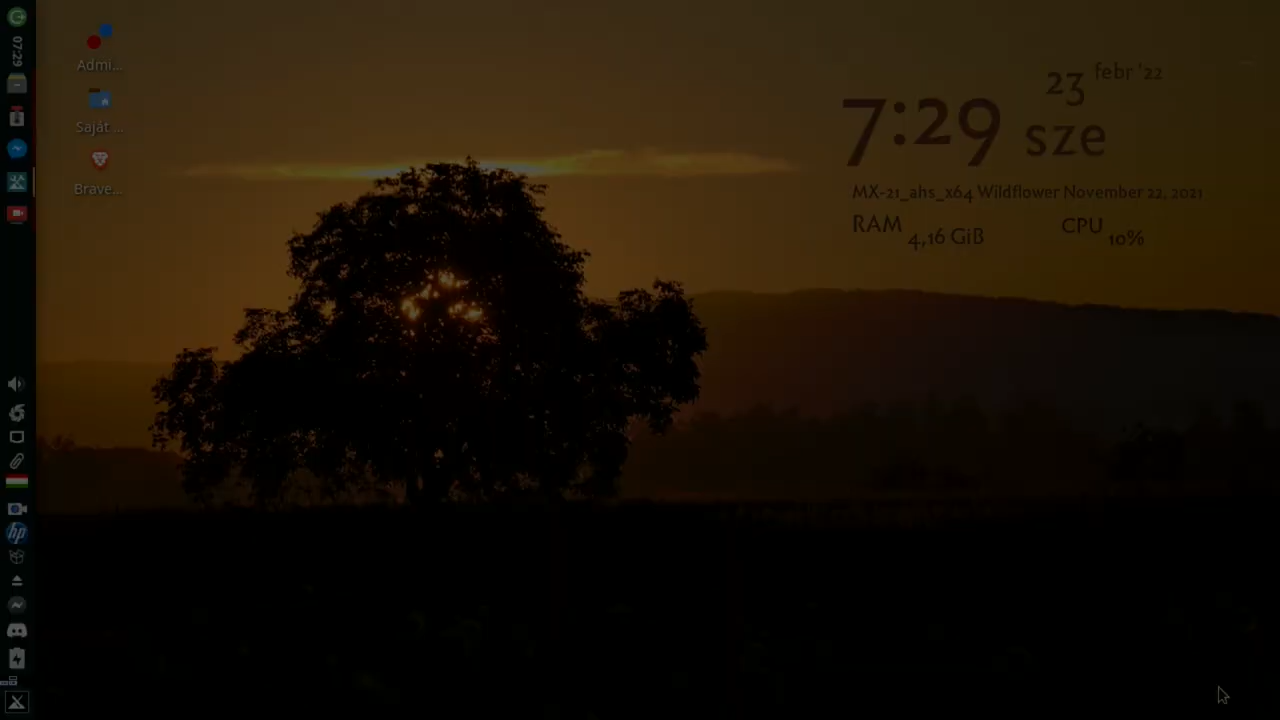 07:29
Admi...
Saját ...
Brave...
23 febr '22
7:29 sze
MX-21_ahs_x64 Wildflower November 22, 2021
RAM 4,16 GiB CPU 10%
hp